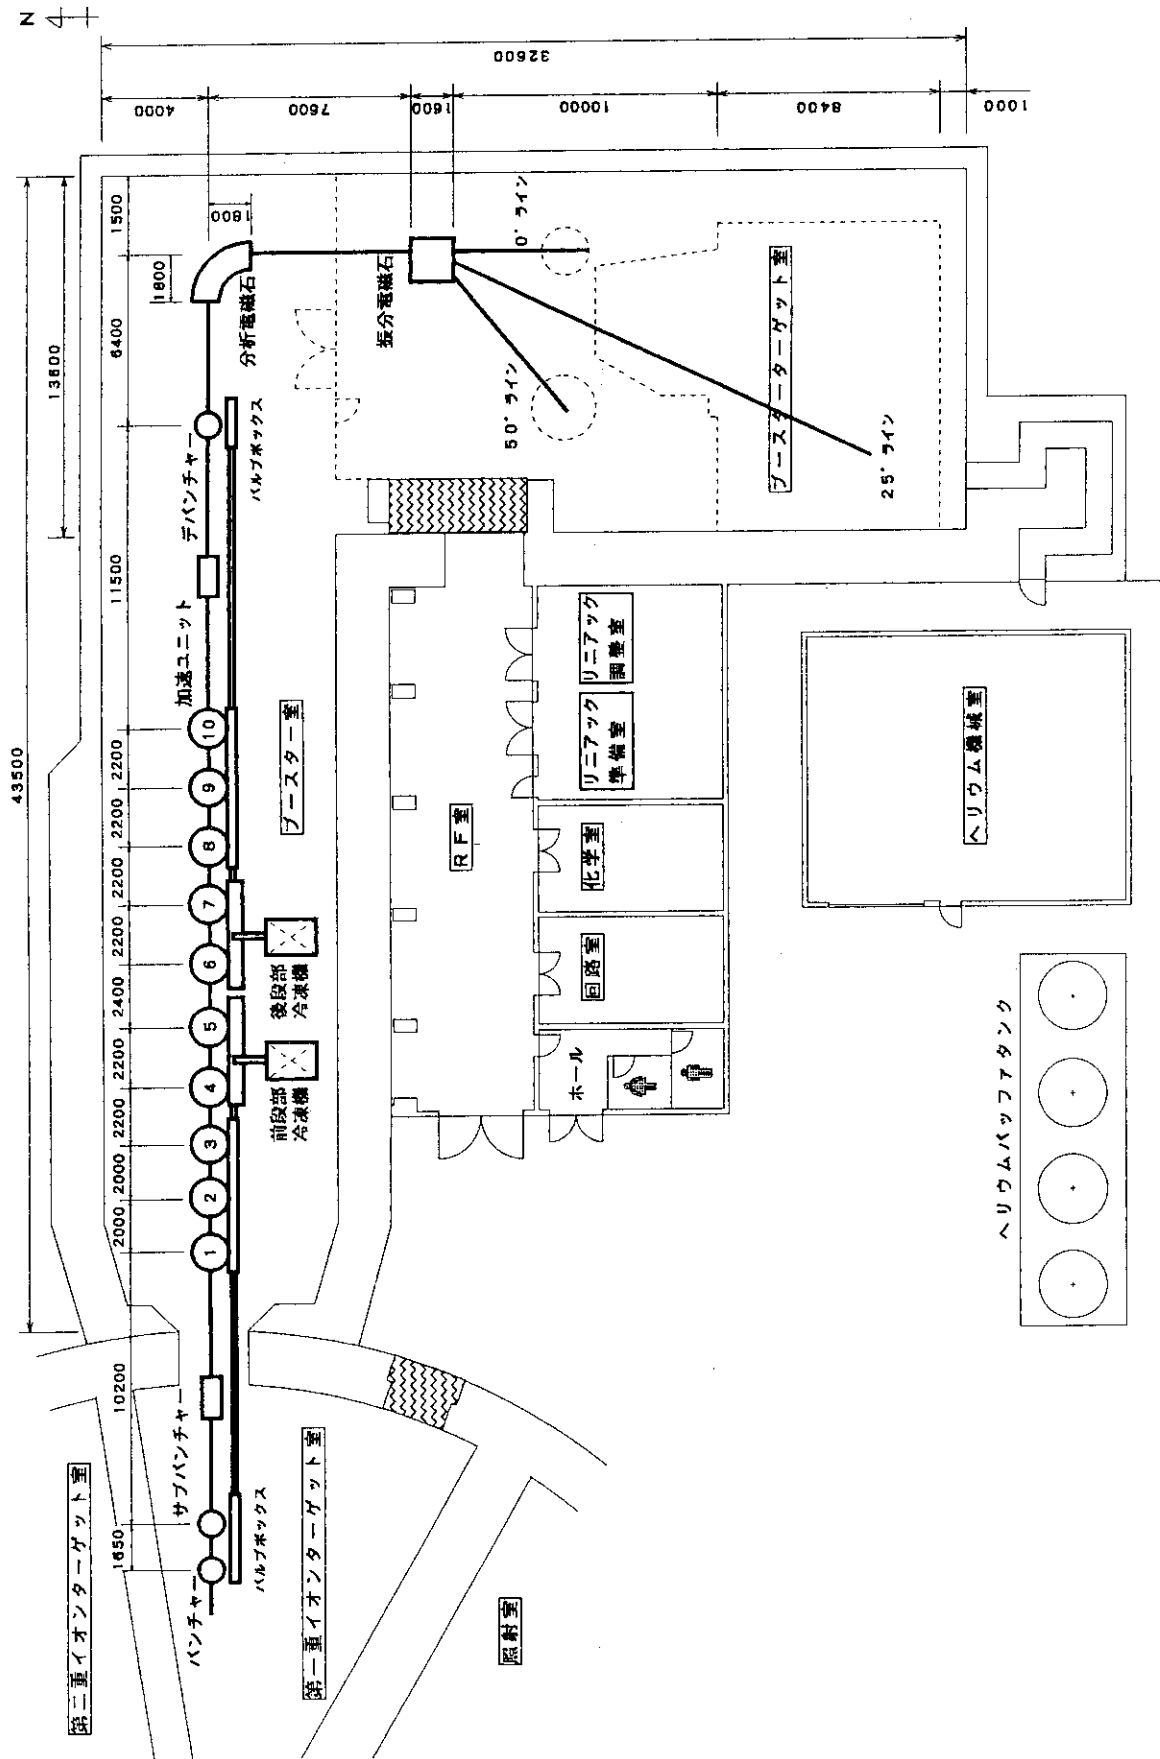 N
43500
13600
1500
1800
6400
11500
2200
2200
2200
2200
2400
2200
2200
2000
2000
10200
1650
32600
4000
7600
1600
10000
8400
1000
1800
第二重イオンターゲット室
バンチャー
サブバンチャー
バルブボックス
第一重イオンターゲット室
照射室
1
2
3
4
5
6
7
8
9
10
加速ユニット
デバンチャー
バルブボックス
分析電磁石
振分電磁石
0° ライン
50° ライン
25° ライン
ブースターターゲット室
ブースター室
前段部
冷凍機
後段部
冷凍機
RF室
ホール
回路室
化学室
リニアック
準備室
リニアック
調整室
ヘリウム機械室
ヘリウムバッファタンク